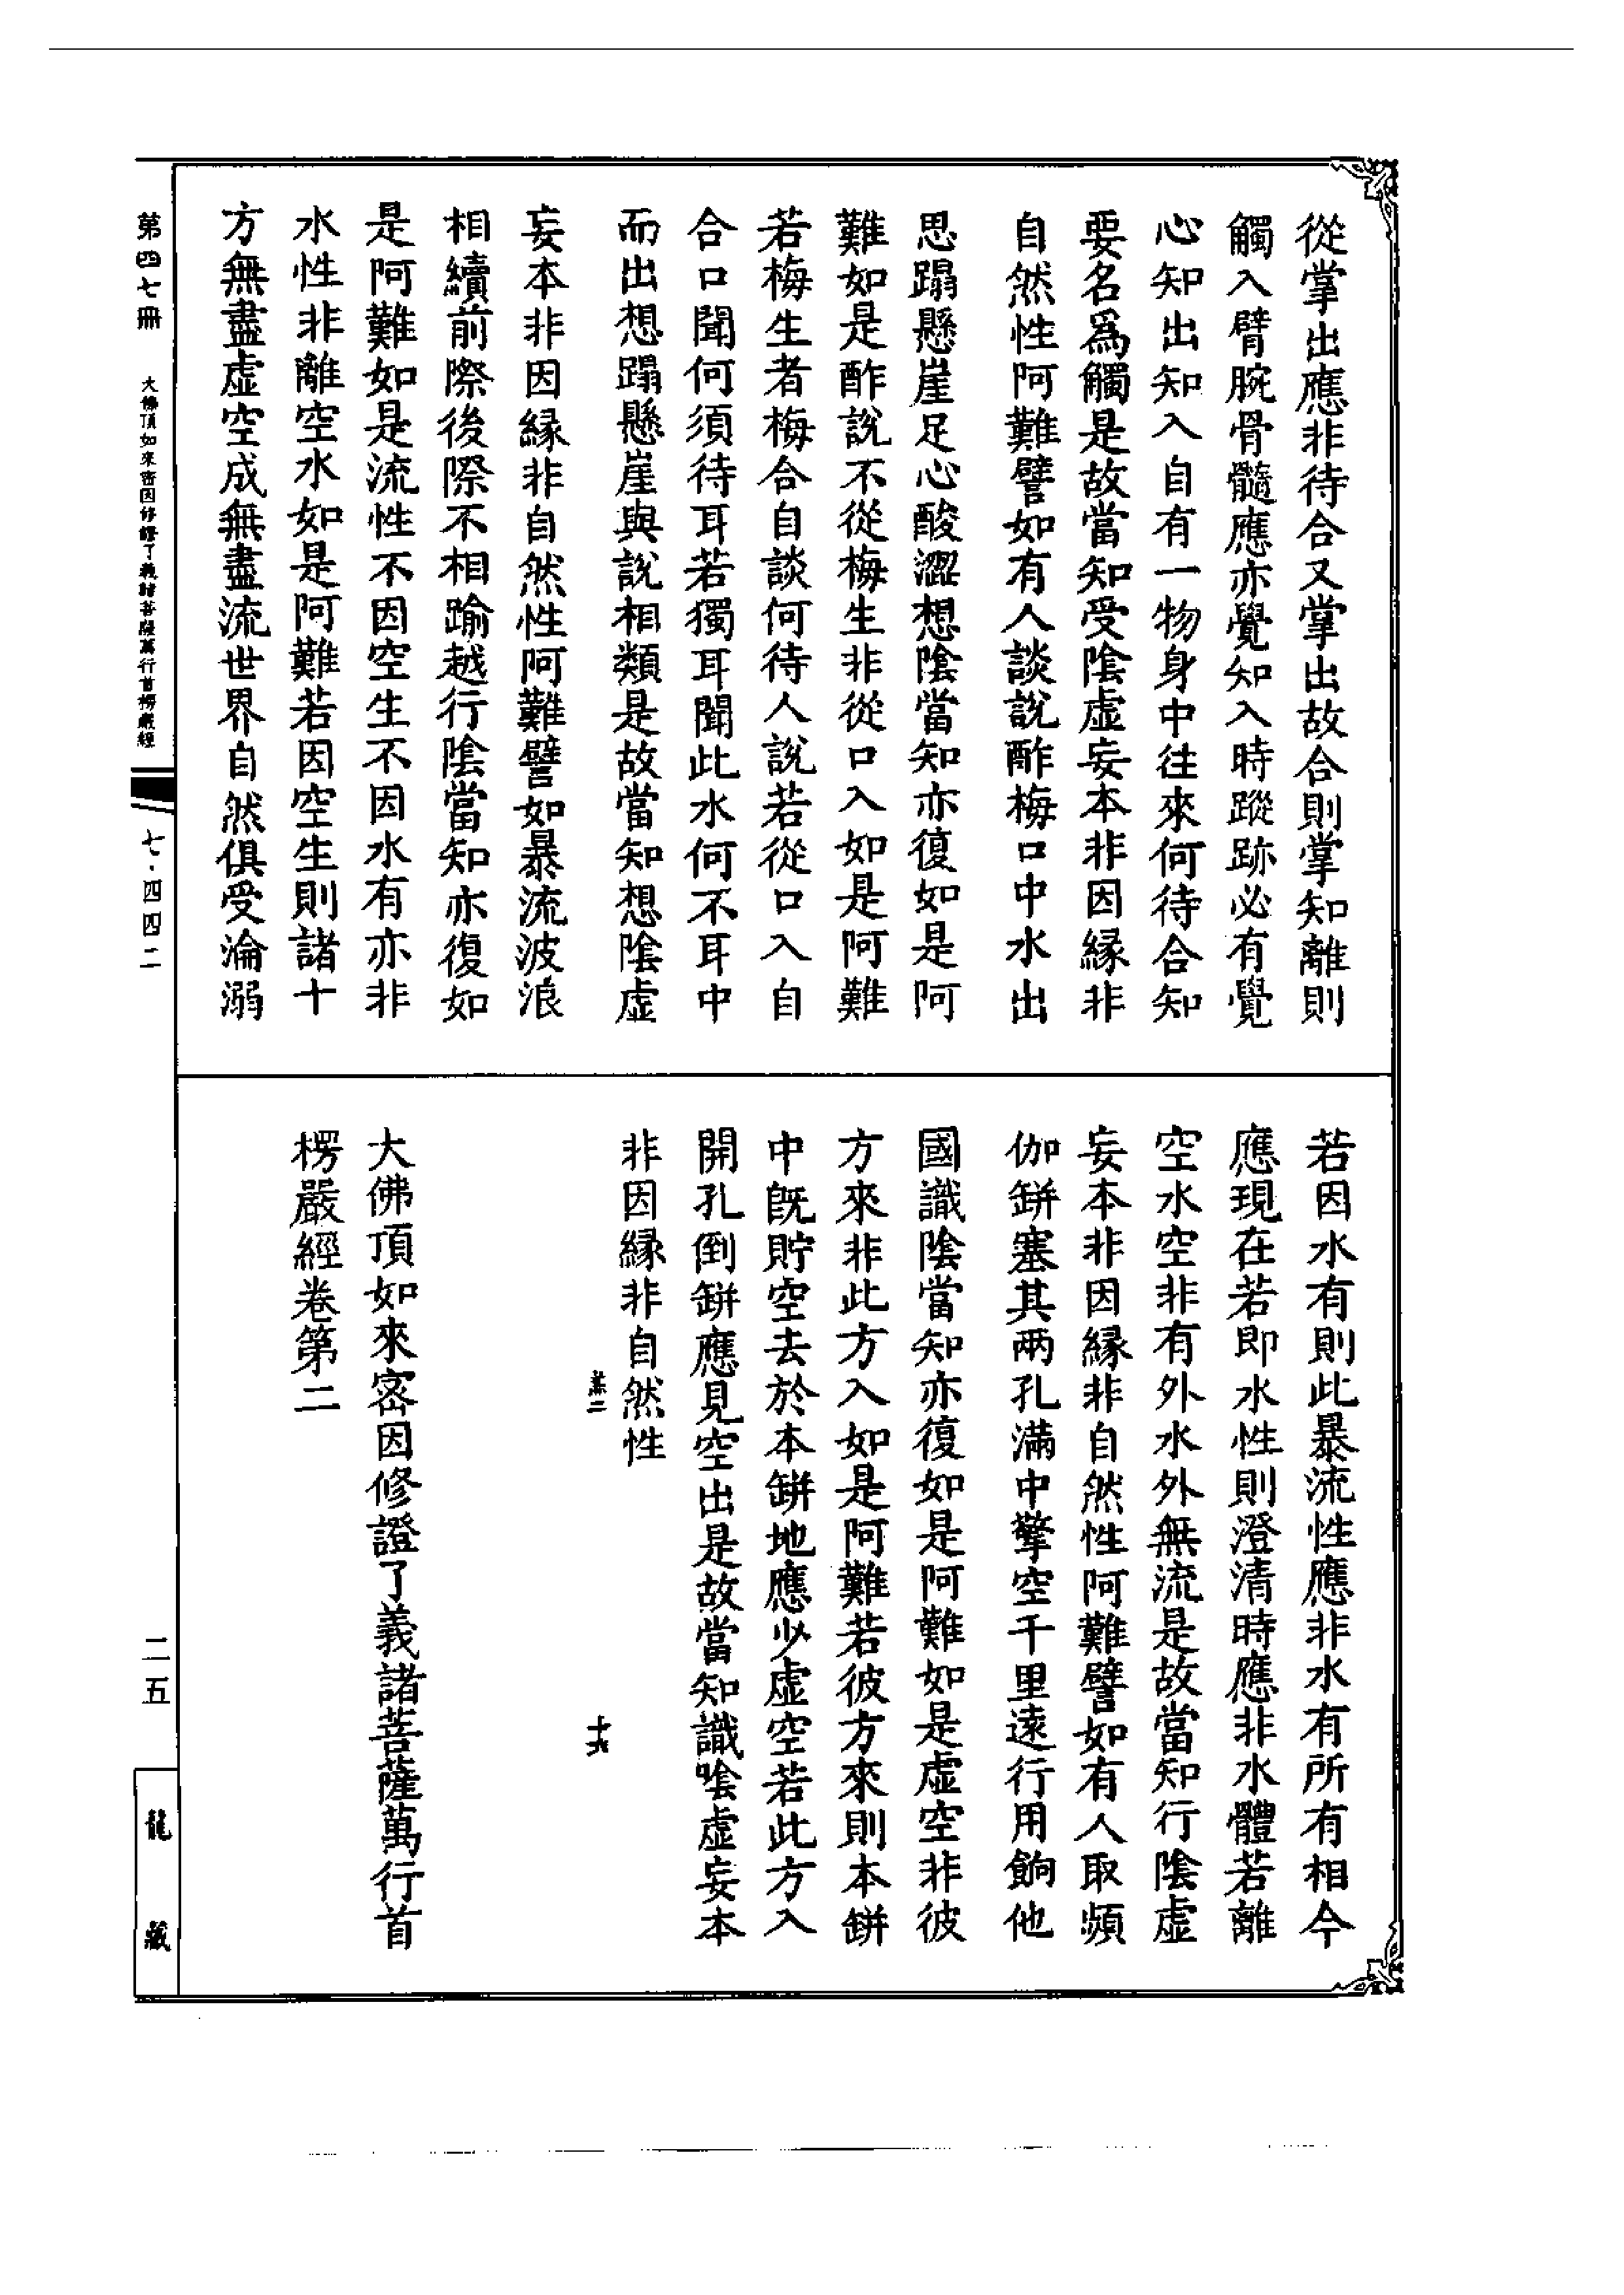 從掌出應非待合又掌出故合則掌知離則
觸入臂腕骨髓應亦覺知入時蹤跡必有覺
心知出知入自有一物身中往來何待合知
要名爲觸是故當知受陰虛妄本非因緣非
自然性阿難譬如有人談說酢梅口中水出
思蹋懸崖足心酸澀想陰當知亦復如是阿
難如是酢說不從梅生非從口入如是阿難
若梅生者梅合自談何待人說若從口入自
合口聞何須待耳若獨耳聞此水何不耳中
而出想蹋懸崖與說相類是故當知想陰虛
妄本非因緣非自然性阿難譬如暴流波浪
相續前際後際不相踰越行陰當知亦復如
是阿難如是流性不因空生不因水有亦非
水性非離空水如是阿難若因空生則諸十
方無盡虛空成無盡流世界自然俱受淪溺
若因水有則此暴流性應非水有所有相今
應現在若即水性則澄清時應非水體若離
空水空非有外水外無流是故當知行陰虛
妄本非因緣非自然性阿難譬如有人取頻
伽缾塞其兩孔滿中擎空千里遠行用餉他
國識陰當知亦復如是阿難如是虛空非彼
方來非此方入如是阿難若彼方來則本缾
中旣貯空去於本缾地應少虛空若此方入
開孔倒缾應見空出是故當知識陰虛妄本
非因緣非自然性
大佛頂如來密因修證了義諸菩薩萬行首
楞嚴經卷第二
第四七冊
大佛頂如來密因修證了義諸菩薩萬行首楞嚴經
七·四四二
二五
龍藏